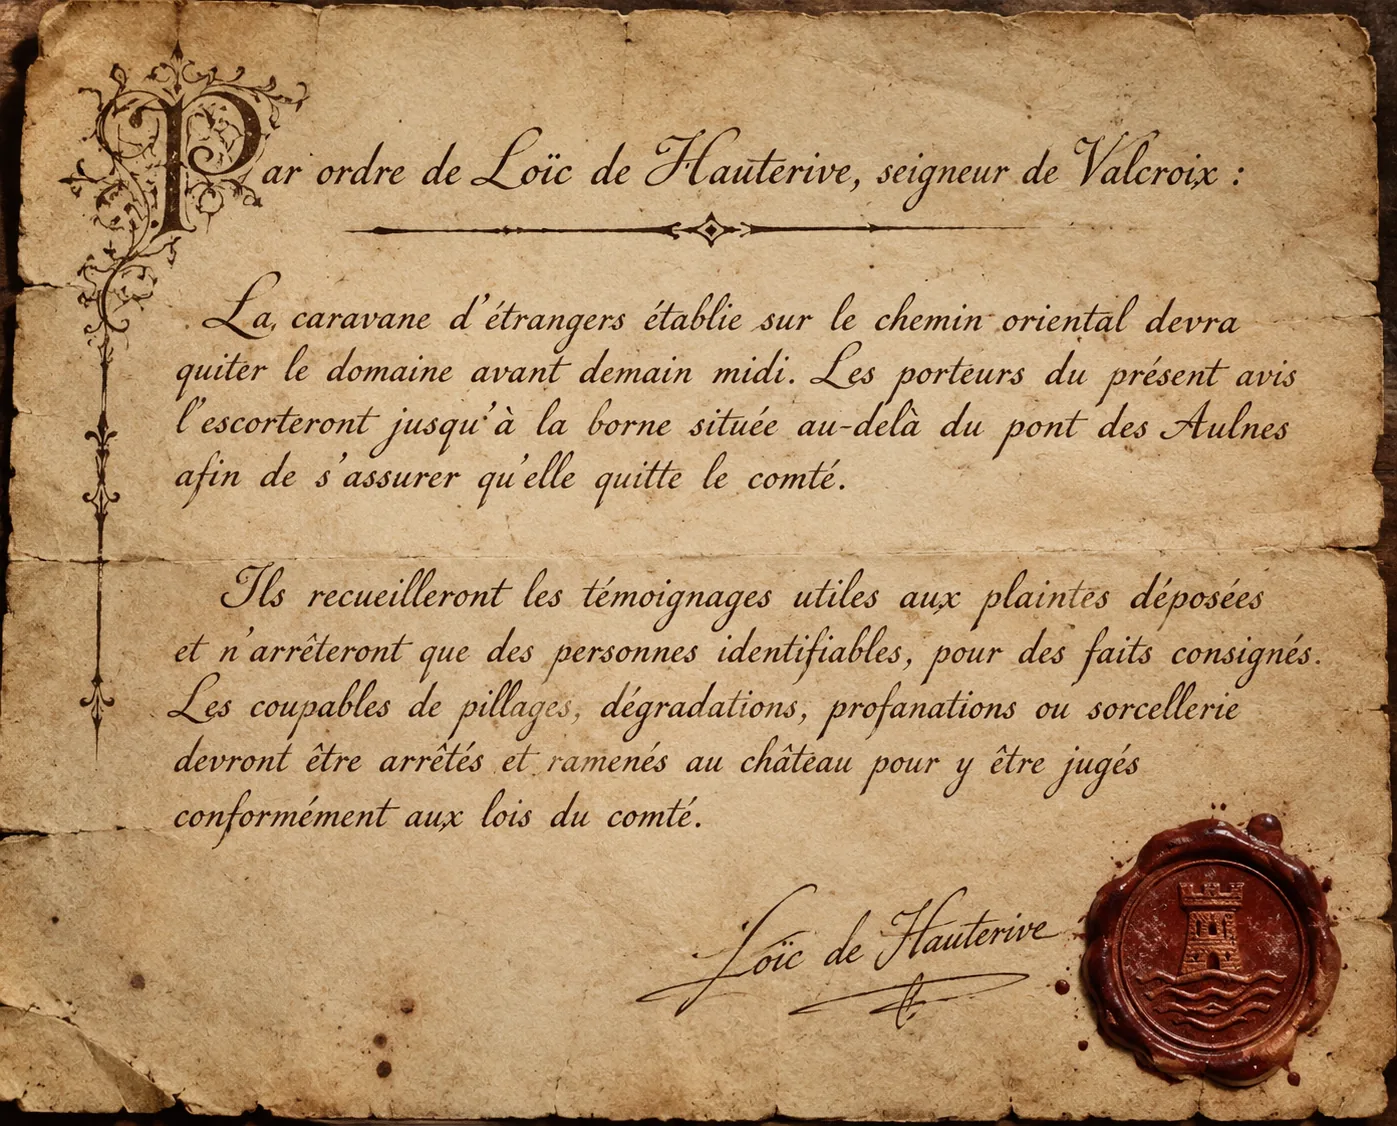 Par ordre de Loïc de Hauterive, seigneur de Valcroix :
La caravane d'étrangers établie sur le chemin oriental devra
quiter le domaine avant demain midi. Les porteurs du présent avis
l'escorteront jusqu'à la borne située au-delà du pont des Aulnes
afin de s'assurer qu'elle quitte le comté.
Ils recueilleront les témoignages utiles aux plaintes déposées
et n'arrêteront que des personnes identifiables, pour des faits consignés.
Les coupables de pillages, dégradations, profanations ou sorcellerie
devront être arrêtés et ramenés au château pour y être jugés
conformément aux lois du comté.
Loïc de Hauterive